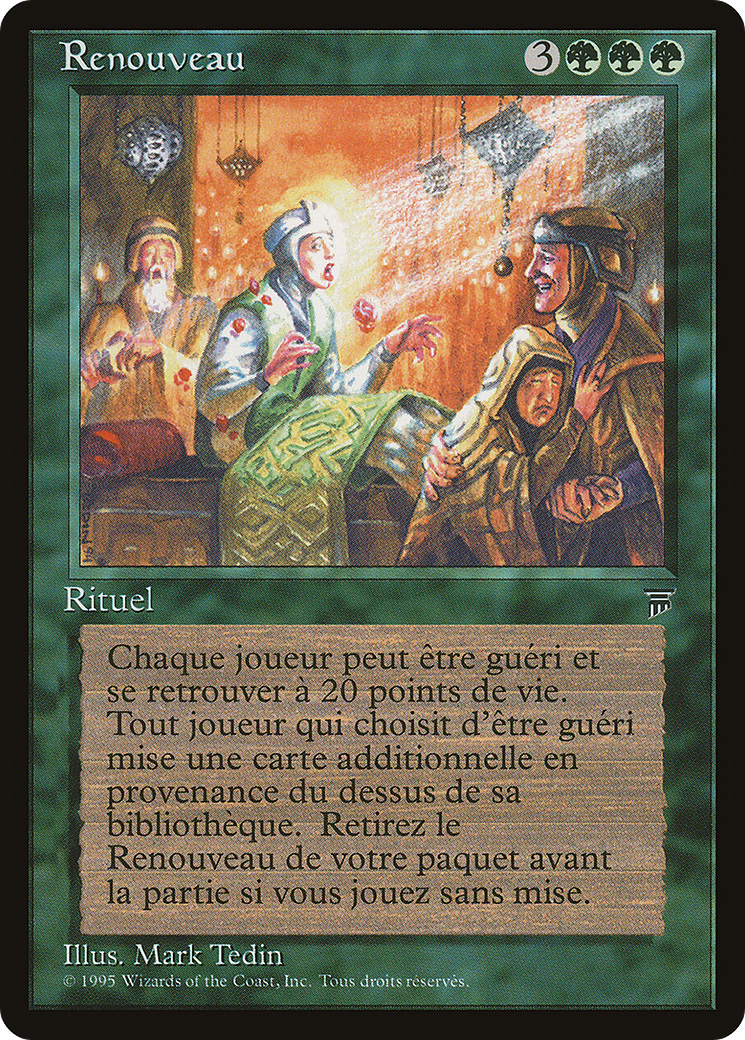 Renouveau 3
Rituel
Chaque joueur peut être guéri et
se retrouver à 20 points de vie.
Tout joueur qui choisit d'être guéri
mise une carte additionnelle en
provenance du dessus de sa
bibliothèque. Retirez le
Renouveau de votre paquet avant
la partie si vous jouez sans mise.
Illus. Mark Tedin
© 1995 Wizards of the Coast, Inc. Tous droits réservés.